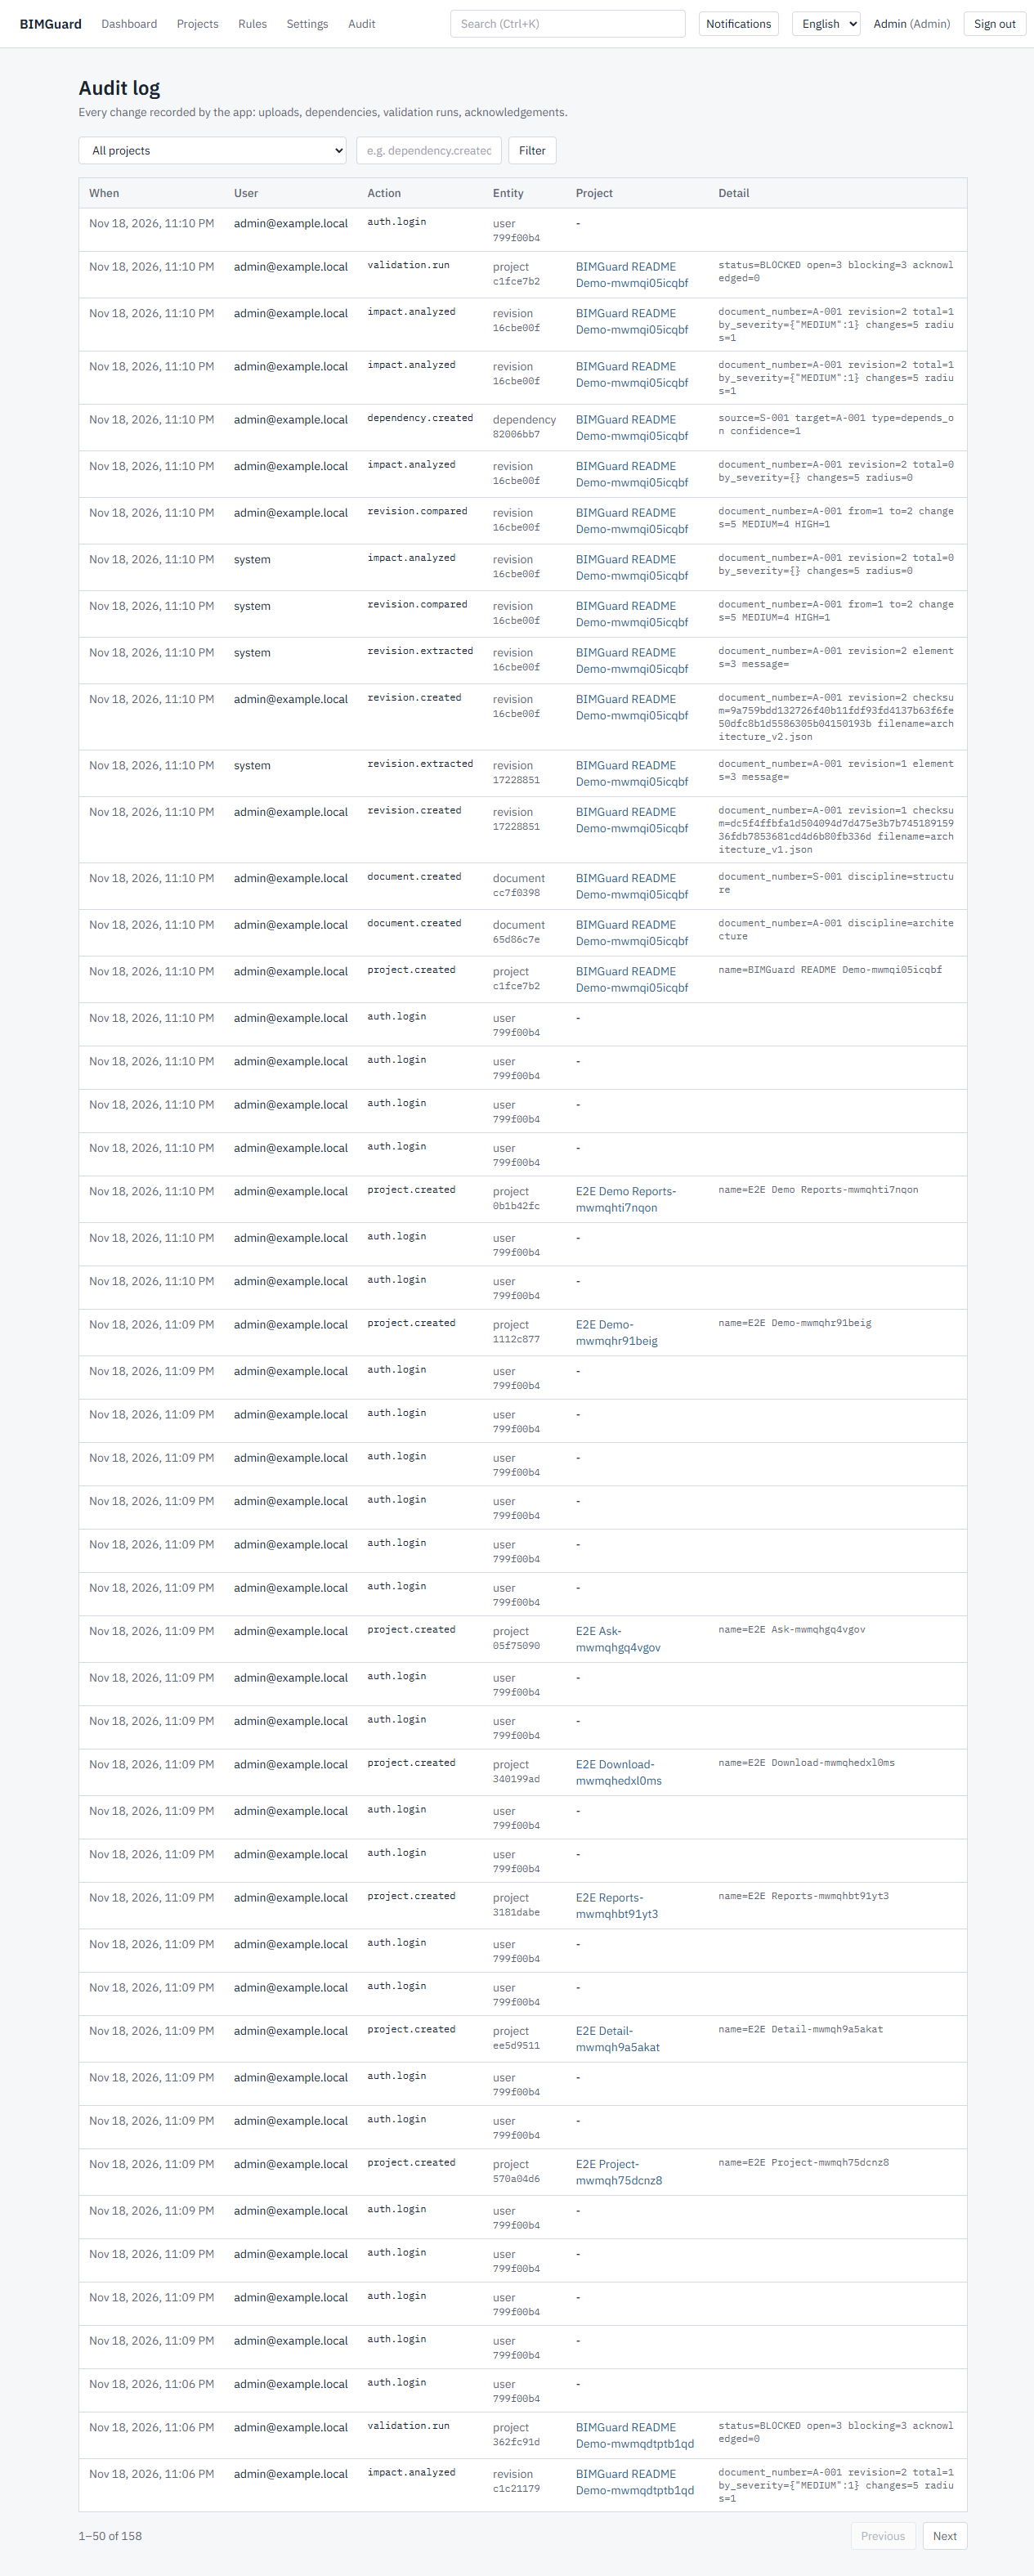 BIMGuard Dashboard Projects Rules Settings Audit Search (Ctrl+K) Notifications English Admin (Admin) Sign out
Audit log
Every change recorded by the app: uploads, dependencies, validation runs, acknowledgements.
All projects e.g. dependency.created Filter
When User Action Entity Project Detail
Nov 18, 2026, 11:10 PM admin@example.local auth.login user -
799f00b4
Nov 18, 2026, 11:10 PM admin@example.local validation.run project BIMGuard README status=BLOCKED open=3 blocking=3 acknowl
c1fce7b2 Demo-mwmqi05icqbf edged=0
Nov 18, 2026, 11:10 PM admin@example.local impact.analyzed revision BIMGuard README document_number=A-001 revision=2 total=1
16cbe00f Demo-mwmqi05icqbf by_severity={"MEDIUM":1} changes=5 radiu
s=1
Nov 18, 2026, 11:10 PM admin@example.local impact.analyzed revision BIMGuard README document_number=A-001 revision=2 total=1
16cbe00f Demo-mwmqi05icqbf by_severity={"MEDIUM":1} changes=5 radiu
s=1
Nov 18, 2026, 11:10 PM admin@example.local dependency.created dependency BIMGuard README source=S-001 target=A-001 type=depends_o
82006bb7 Demo-mwmqi05icqbf n confidence=1
Nov 18, 2026, 11:10 PM admin@example.local impact.analyzed revision BIMGuard README document_number=A-001 revision=2 total=0
16cbe00f Demo-mwmqi05icqbf by_severity={} changes=5 radius=0
Nov 18, 2026, 11:10 PM admin@example.local revision.compared revision BIMGuard README document_number=A-001 from=1 to=2 change
16cbe00f Demo-mwmqi05icqbf s=5 MEDIUM=4 HIGH=1
Nov 18, 2026, 11:10 PM system impact.analyzed revision BIMGuard README document_number=A-001 revision=2 total=0
16cbe00f Demo-mwmqi05icqbf by_severity={} changes=5 radius=0
Nov 18, 2026, 11:10 PM system revision.compared revision BIMGuard README document_number=A-001 from=1 to=2 change
16cbe00f Demo-mwmqi05icqbf s=5 MEDIUM=4 HIGH=1
Nov 18, 2026, 11:10 PM system revision.extracted revision BIMGuard README document_number=A-001 revision=2 element
16cbe00f Demo-mwmqi05icqbf s=3 message=
Nov 18, 2026, 11:10 PM admin@example.local revision.created revision BIMGuard README document_number=A-001 revision=2 checksu
16cbe00f Demo-mwmqi05icqbf m=9a759bdd132726f40b11fdf93fd4137b63f6fe
50dfc8b1d5586305b04150193b filename=arch
itecture_v2.json
Nov 18, 2026, 11:10 PM system revision.extracted revision BIMGuard README document_number=A-001 revision=1 element
17228851 Demo-mwmqi05icqbf s=3 message=
Nov 18, 2026, 11:10 PM admin@example.local revision.created revision BIMGuard README document_number=A-001 revision=1 checksu
17228851 Demo-mwmqi05icqbf m=dc5f4ffbfa1d504094d7d475e3b7b74518915
36fdb7853681cd4d6b80fb336d filename=arch
itecture_v1.json
Nov 18, 2026, 11:10 PM admin@example.local document.created document BIMGuard README document_number=S-001 discipline=structu
cc7f0398 Demo-mwmqi05icqbf re
Nov 18, 2026, 11:10 PM admin@example.local document.created document BIMGuard README document_number=A-001 discipline=archite
65d86c7e Demo-mwmqi05icqbf cture
Nov 18, 2026, 11:10 PM admin@example.local project.created project BIMGuard README name=BIMGuard README Demo-mwmqi05icqbf
c1fce7b2 Demo-mwmqi05icqbf
Nov 18, 2026, 11:10 PM admin@example.local auth.login user -
799f00b4
Nov 18, 2026, 11:10 PM admin@example.local auth.login user -
799f00b4
Nov 18, 2026, 11:10 PM admin@example.local auth.login user -
799f00b4
Nov 18, 2026, 11:10 PM admin@example.local auth.login user -
799f00b4
Nov 18, 2026, 11:10 PM admin@example.local project.created project E2E Demo Reports- name=E2E Demo Reports-mwmqhti7nqon
0b1b42fc mwmqhti7nqon
Nov 18, 2026, 11:10 PM admin@example.local auth.login user -
799f00b4
Nov 18, 2026, 11:10 PM admin@example.local auth.login user -
799f00b4
Nov 18, 2026, 11:09 PM admin@example.local project.created project E2E Demo- name=E2E Demo-mwmqhr91beig
1112c877 mwmqhr91beig
Nov 18, 2026, 11:09 PM admin@example.local auth.login user -
799f00b4
Nov 18, 2026, 11:09 PM admin@example.local auth.login user -
799f00b4
Nov 18, 2026, 11:09 PM admin@example.local auth.login user -
799f00b4
Nov 18, 2026, 11:09 PM admin@example.local auth.login user -
799f00b4
Nov 18, 2026, 11:09 PM admin@example.local auth.login user -
799f00b4
Nov 18, 2026, 11:09 PM admin@example.local auth.login user -
799f00b4
Nov 18, 2026, 11:09 PM admin@example.local project.created project E2E Ask- name=E2E Ask-mwmqhgq4vgov
05f75090 mwmqhgq4vgov
Nov 18, 2026, 11:09 PM admin@example.local auth.login user -
799f00b4
Nov 18, 2026, 11:09 PM admin@example.local auth.login user -
799f00b4
Nov 18, 2026, 11:09 PM admin@example.local project.created project E2E Download- name=E2E Download-mwmqhedxl0ms
340199ad mwmqhedxl0ms
Nov 18, 2026, 11:09 PM admin@example.local auth.login user -
799f00b4
Nov 18, 2026, 11:09 PM admin@example.local auth.login user -
799f00b4
Nov 18, 2026, 11:09 PM admin@example.local project.created project E2E Reports- name=E2E Reports-mwmqhbt91yt3
3181dabe mwmqhbt91yt3
Nov 18, 2026, 11:09 PM admin@example.local auth.login user -
799f00b4
Nov 18, 2026, 11:09 PM admin@example.local auth.login user -
799f00b4
Nov 18, 2026, 11:09 PM admin@example.local project.created project E2E Detail- name=E2E Detail-mwmqh9a5akat
ee5d9511 mwmqh9a5akat
Nov 18, 2026, 11:09 PM admin@example.local auth.login user -
799f00b4
Nov 18, 2026, 11:09 PM admin@example.local auth.login user -
799f00b4
Nov 18, 2026, 11:09 PM admin@example.local project.created project E2E Project- name=E2E Project-mwmqh75dcnz8
570a04d6 mwmqh75dcnz8
Nov 18, 2026, 11:09 PM admin@example.local auth.login user -
799f00b4
Nov 18, 2026, 11:09 PM admin@example.local auth.login user -
799f00b4
Nov 18, 2026, 11:09 PM admin@example.local auth.login user -
799f00b4
Nov 18, 2026, 11:09 PM admin@example.local auth.login user -
799f00b4
Nov 18, 2026, 11:06 PM admin@example.local auth.login user -
799f00b4
Nov 18, 2026, 11:06 PM admin@example.local validation.run project BIMGuard README status=BLOCKED open=3 blocking=3 acknowl
362fc91d Demo-mwmqdtptb1qd edged=0
Nov 18, 2026, 11:06 PM admin@example.local impact.analyzed revision BIMGuard README document_number=A-001 revision=2 total=1
c1c21179 Demo-mwmqdtptb1qd by_severity={"MEDIUM":1} changes=5 radiu
s=1
1–50 of 158 Previous Next